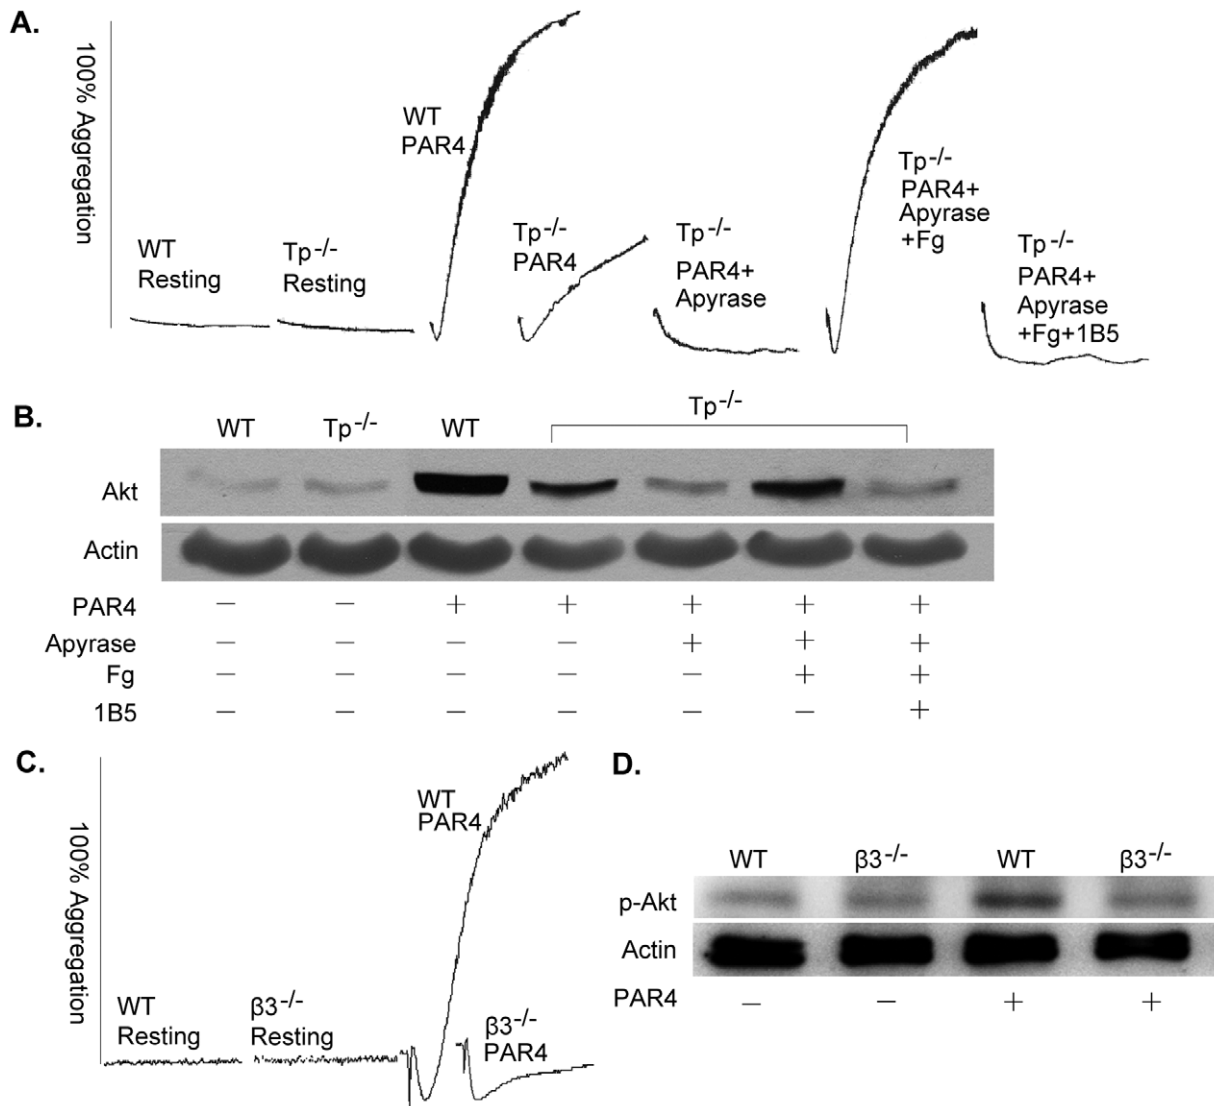 A.
100% Aggregation
WT
Resting
Tp-/-
Resting
WT
PAR4
Tp-/-
PAR4
Tp-/-
PAR4+
Apyrase
Tp-/-
PAR4+
Apyrase
+Fg
Tp-/-
PAR4+
Apyrase
+Fg+1B5
B.
WT Tp-/- WT Tp-/-
Akt
Actin
PAR4 – – + + + + +
Apyrase – – – – + + +
Fg – – – – – + +
1B5 – – – – – – +
C.
100% Aggregation
WT
Resting
β3-/-
Resting
WT
PAR4
β3-/-
PAR4
D.
WT β3-/- WT β3-/-
p-Akt
Actin
PAR4 – – + +